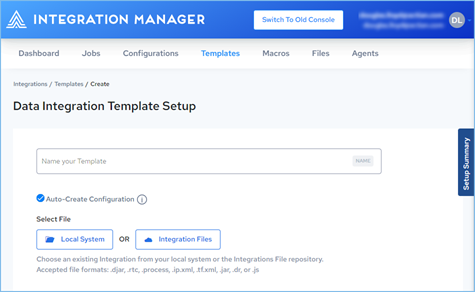 INTEGRATION MANAGER
Switch To Old Console
DL
Dashboard Jobs Configurations Templates Macros Files Agents
Integrations / Templates / Create
Data Integration Template Setup
Setup Summary
Name your Template NAME
Auto-Create Configuration i
Select File
Local System OR Integration Files
Choose an existing Integration from your local system or the Integrations File repository.
Accepted file formats: .djar, .rtc, .process, .ip.xml, .tf.xml, .jar, .dr, or .js